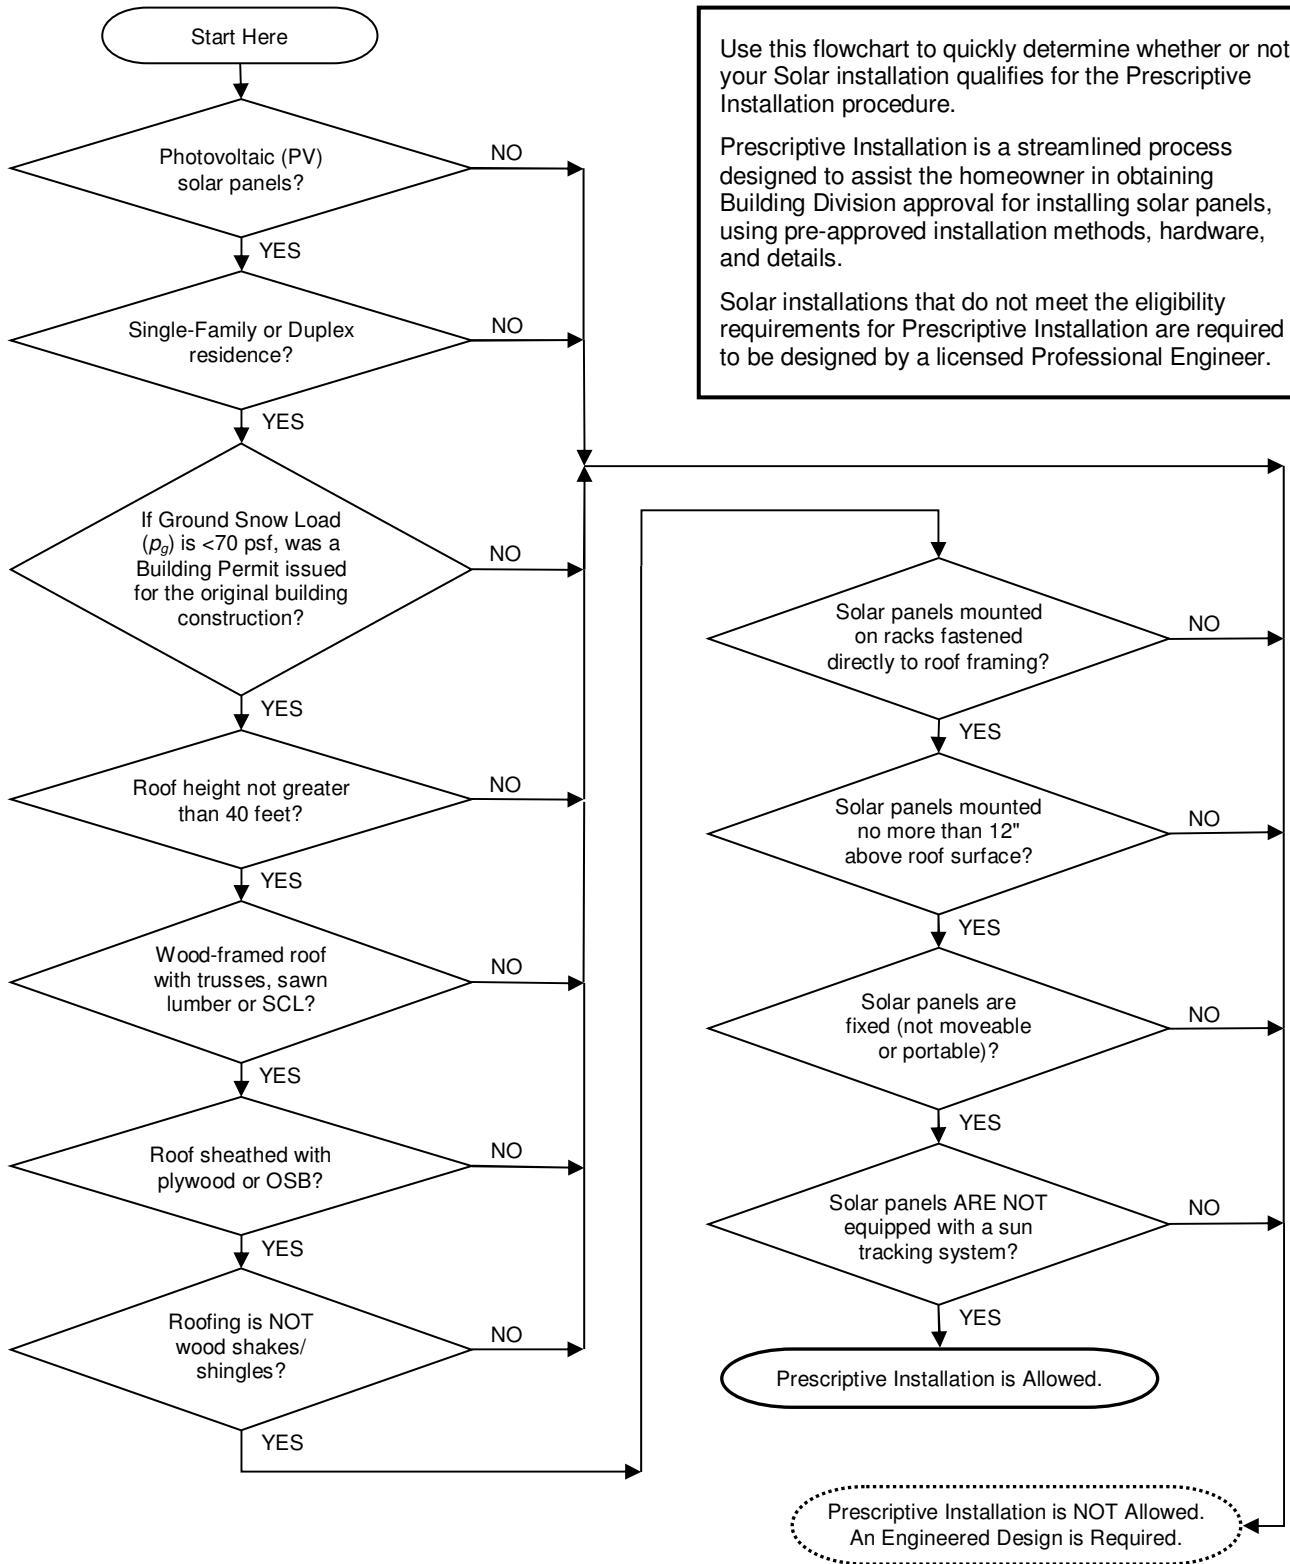 Start Here
Use this flowchart to quickly determine whether or not
your Solar installation qualifies for the Prescriptive
Installation procedure.
Prescriptive Installation is a streamlined process
designed to assist the homeowner in obtaining
Building Division approval for installing solar panels,
using pre-approved installation methods, hardware,
and details.
Solar installations that do not meet the eligibility
requirements for Prescriptive Installation are required
to be designed by a licensed Professional Engineer.
Photovoltaic (PV)
solar panels?
NO
YES
Single-Family or Duplex
residence?
NO
YES
If Ground Snow Load
(pg) is <70 psf, was a
Building Permit issued
for the original building
construction?
NO
YES
Roof height not greater
than 40 feet?
NO
YES
Wood-framed roof
with trusses, sawn
lumber or SCL?
NO
YES
Roof sheathed with
plywood or OSB?
NO
YES
Roofing is NOT
wood shakes/
shingles?
NO
YES
Solar panels mounted
on racks fastened
directly to roof framing?
NO
YES
Solar panels mounted
no more than 12"
above roof surface?
NO
YES
Solar panels are
fixed (not moveable
or portable)?
NO
YES
Solar panels ARE NOT
equipped with a sun
tracking system?
NO
YES
Prescriptive Installation is Allowed.
Prescriptive Installation is NOT Allowed.
An Engineered Design is Required.